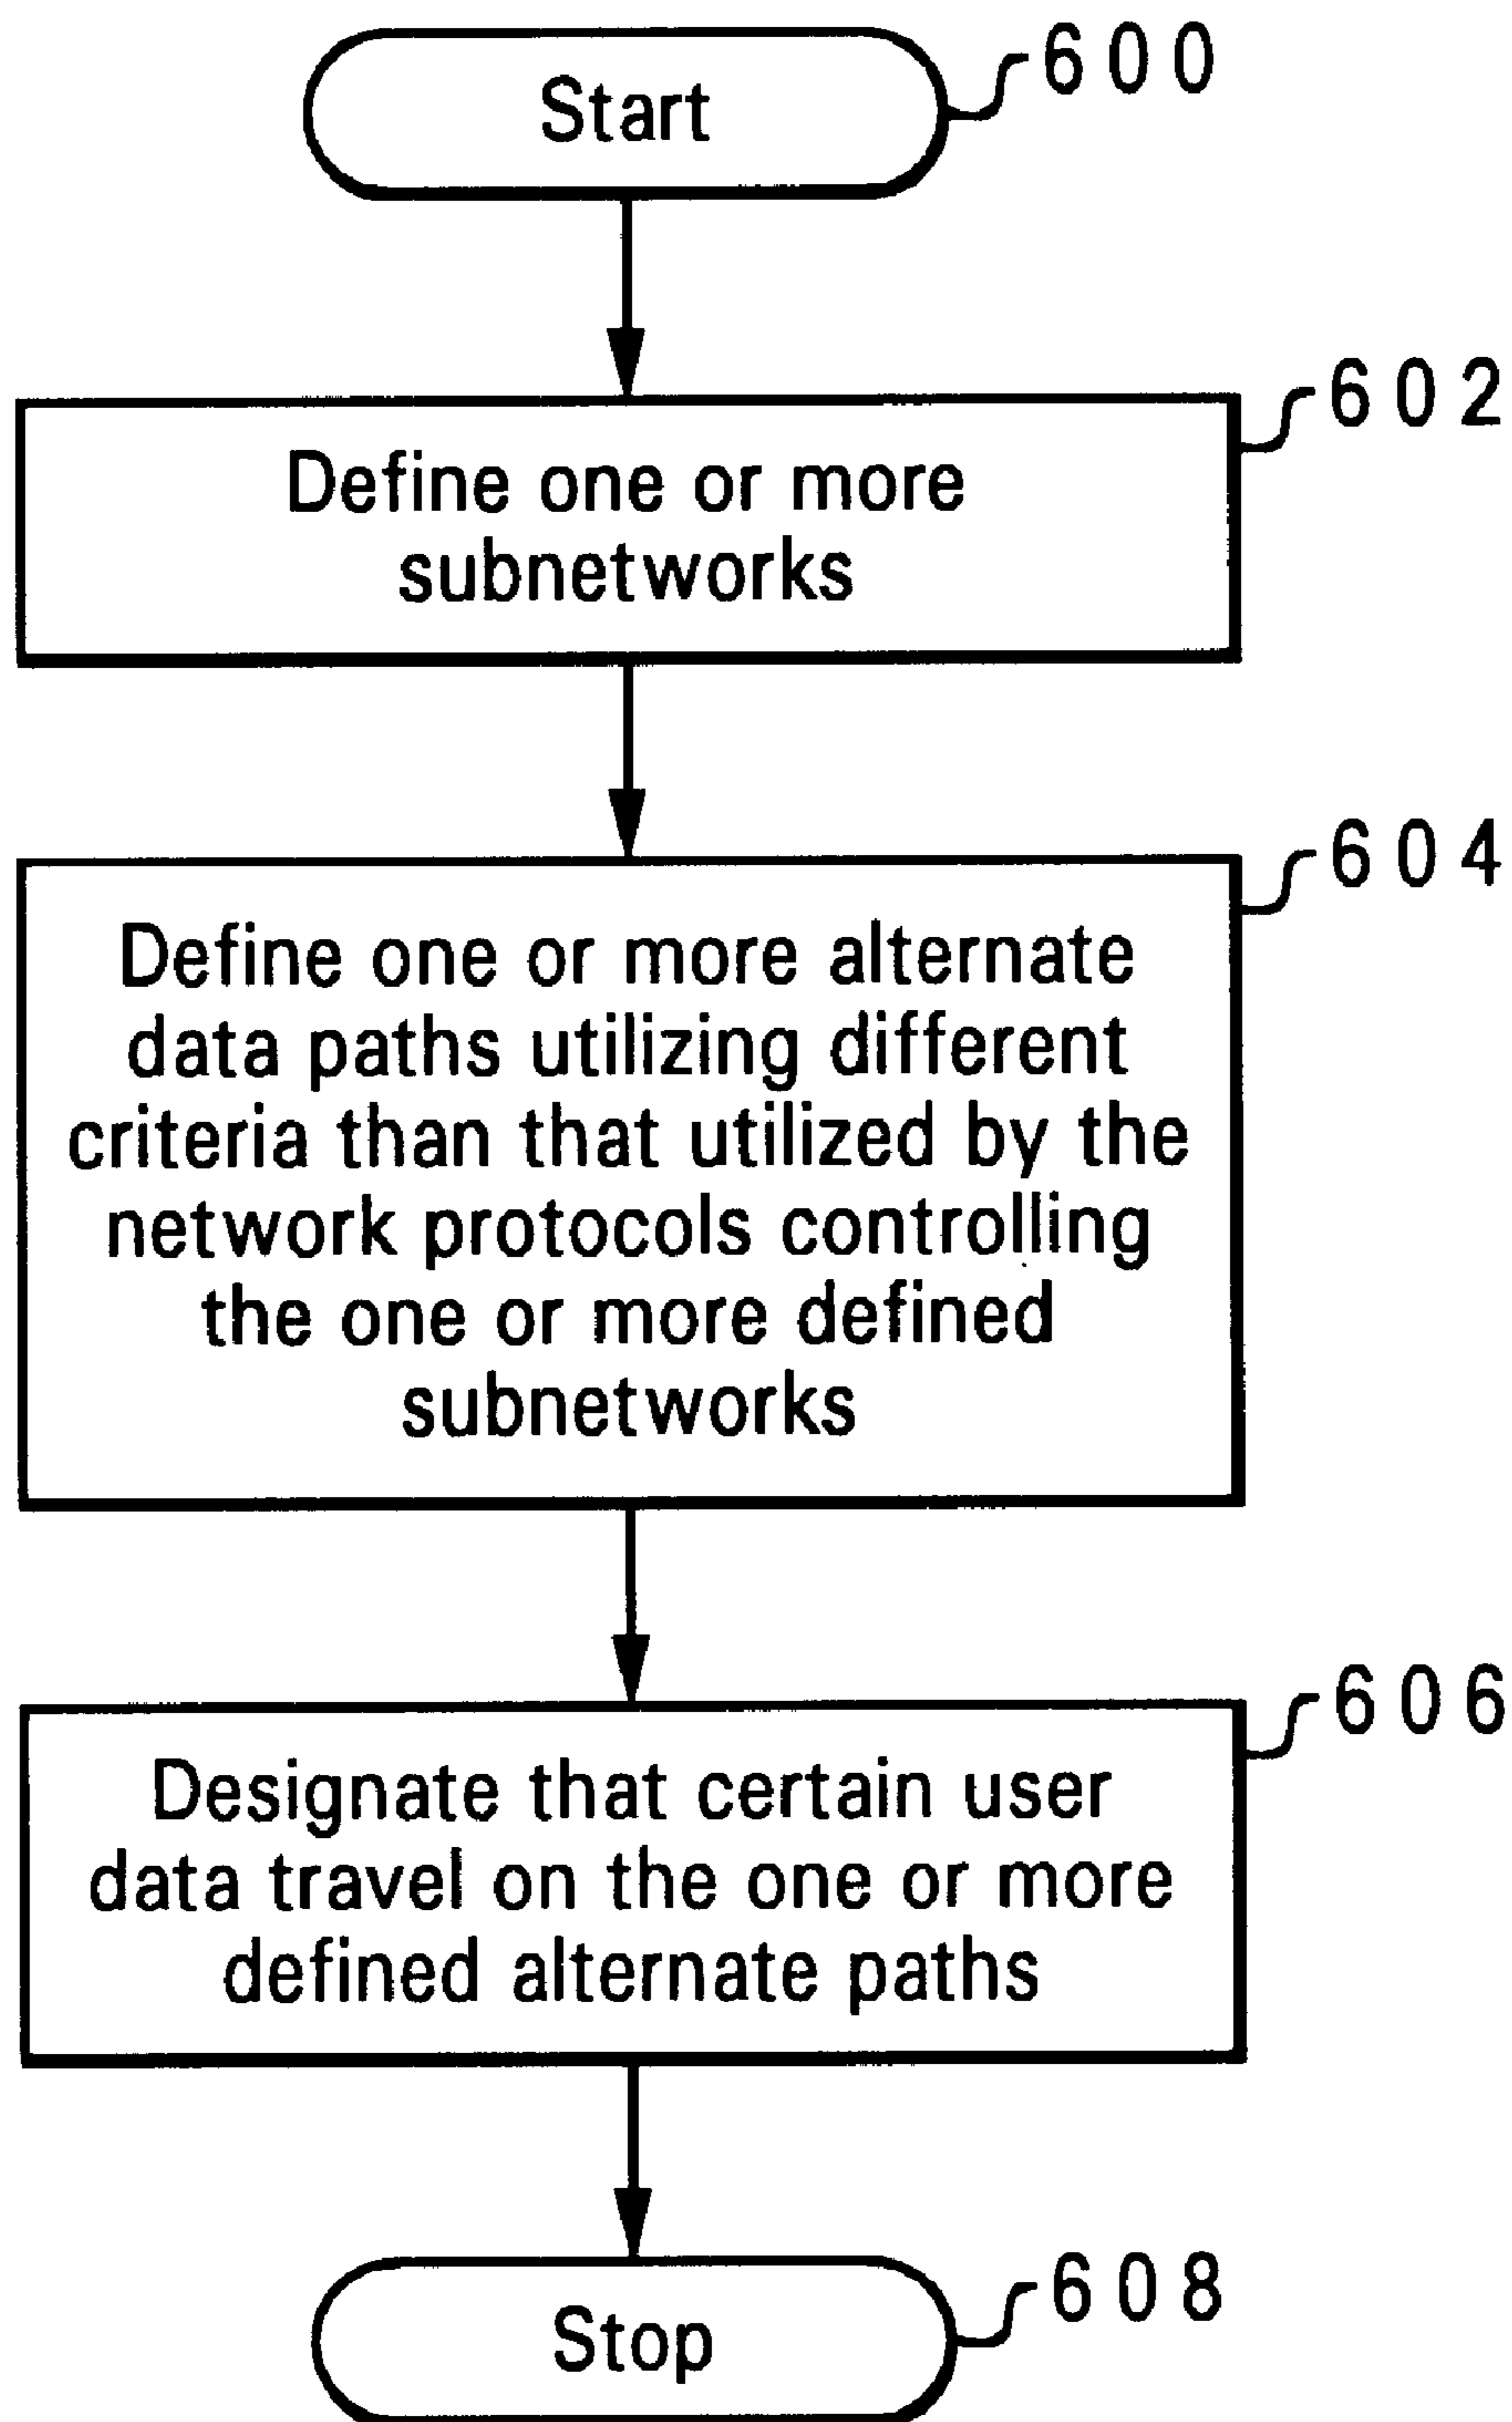 Start
600
602
Define one or more
subnetworks
604
Define one or more alternate
data paths utilizing different
criteria than that utilized by the
network protocols controlling
the one or more defined
subnetworks
606
Designate that certain user
data travel on the one or more
defined alternate paths
608
Stop